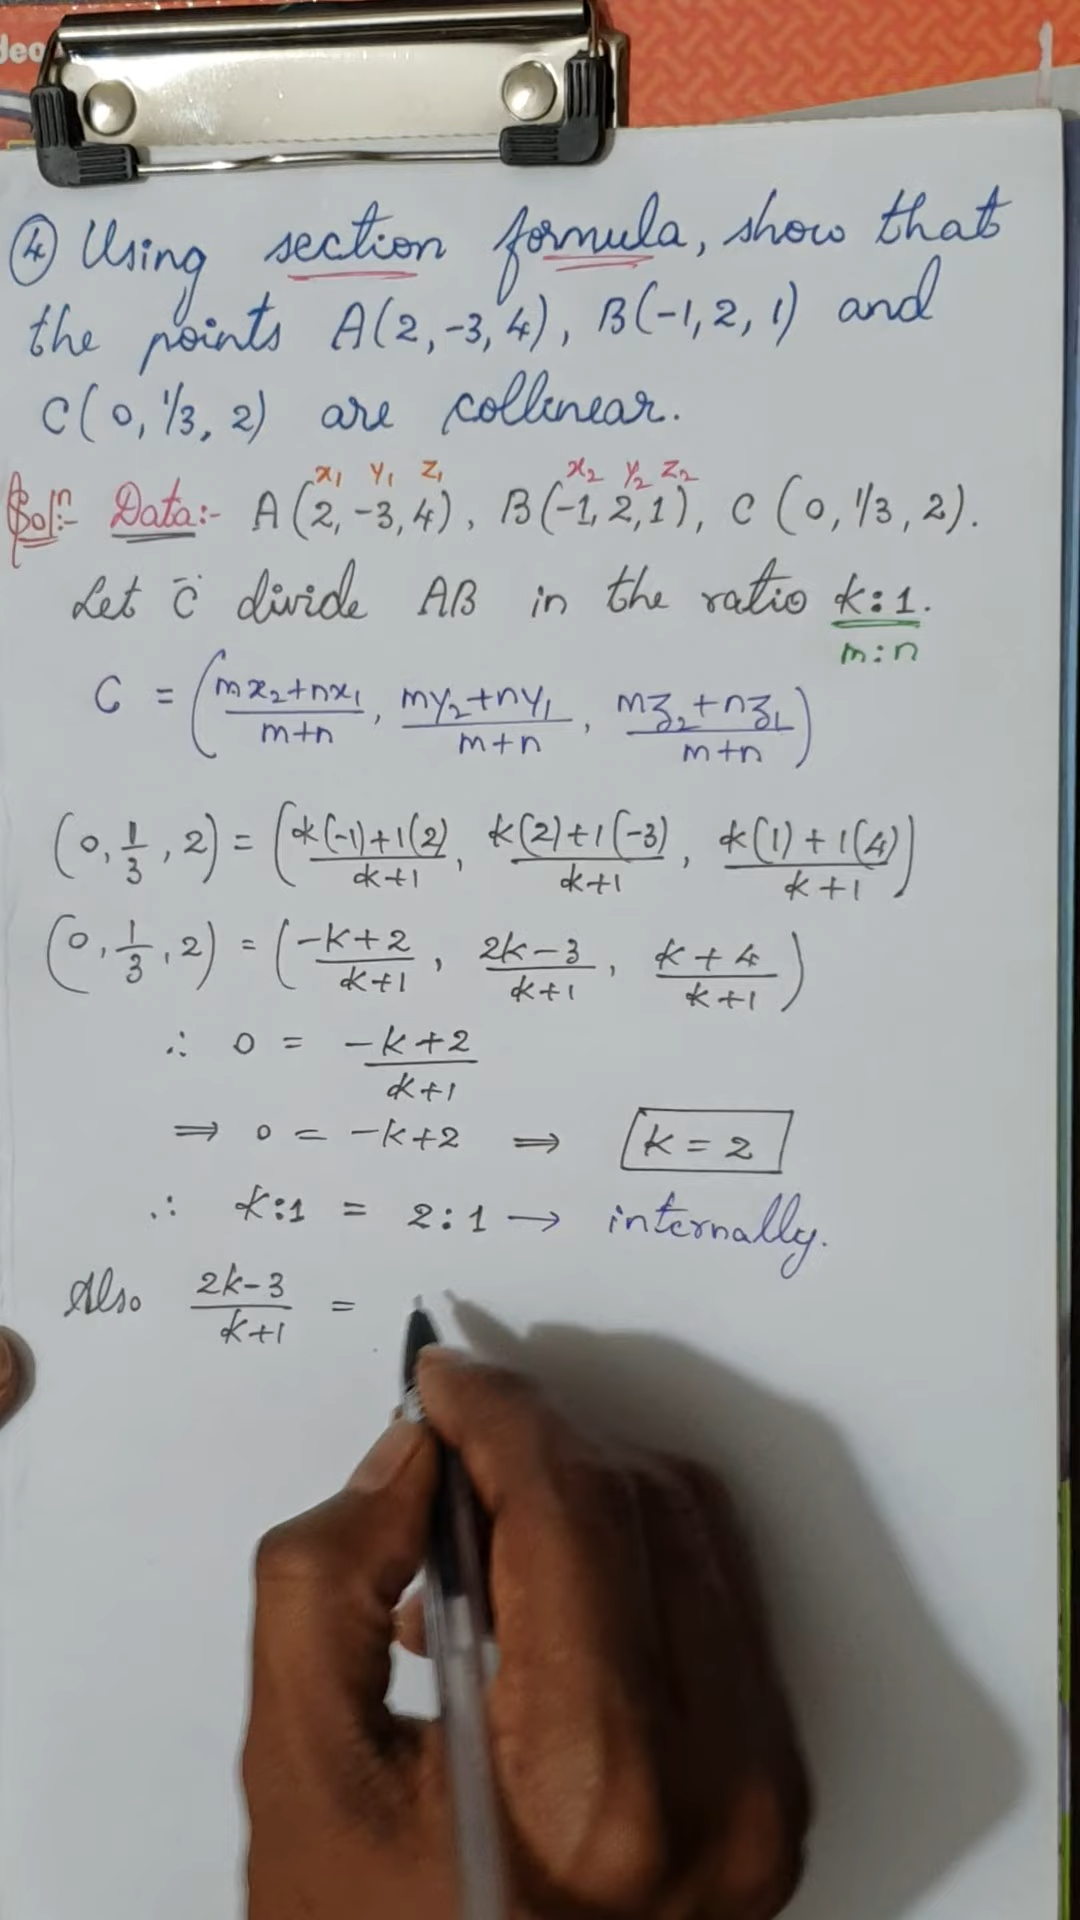 deo
④ Using section formula, show that
the points A(2,-3,4), B(-1,2,1) and
C(0,1/3,2) are collinear.
x₁ y₁ z₁ x₂ y₂ z₂
Solⁿ:- Data:- A(2,-3,4), B(-1,2,1), C(0,1/3,2).
Let C divide AB in the ratio k:1.
m:n
C = ((mx₂+nx₁)/(m+n), (my₂+ny₁)/(m+n), (mz₂+nz₁)/(m+n))
(0,1/3,2) = ((k(-1)+1(2))/(k+1), (k(2)+1(-3))/(k+1), (k(1)+1(4))/(k+1))
(0,1/3,2) = ((-k+2)/(k+1), (2k-3)/(k+1), (k+4)/(k+1))
∴ 0 = (-k+2)/(k+1)
⇒ 0 = -k+2 ⇒ k = 2
∴ k:1 = 2:1 → internally.
Also (2k-3)/(k+1) =